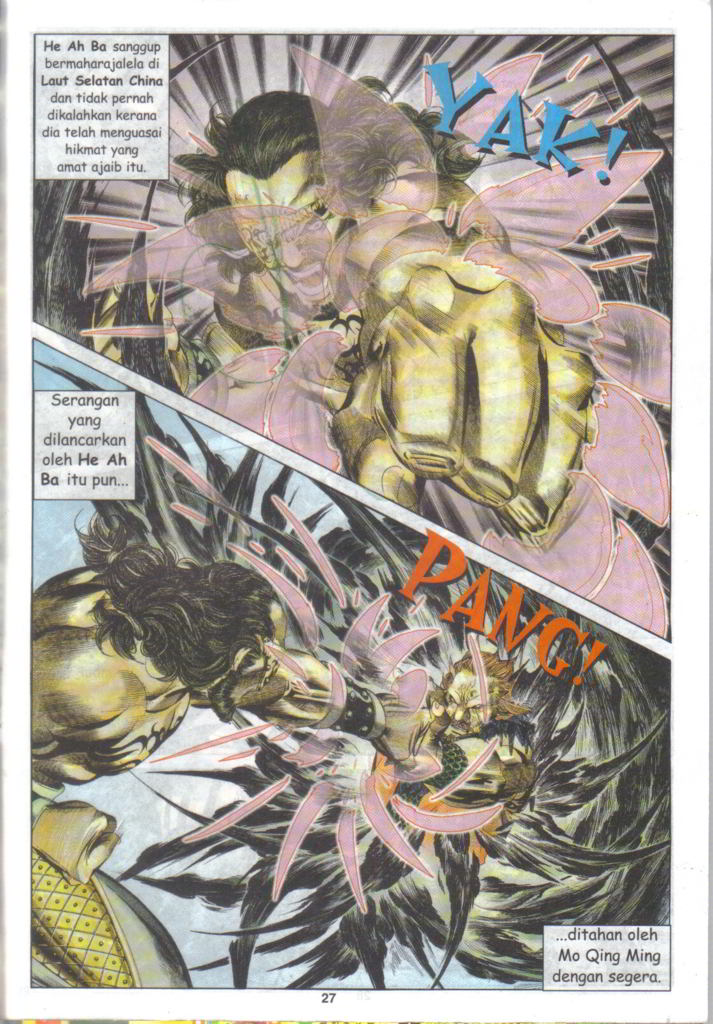 He Ah Ba sanggup
bermaharajalela di
Laut Selatan China
dan tidak pernah
dikalahkan kerana
dia telah menguasai
hikmat yang
amat ajaib itu.
YAK!
Serangan
yang
dilancarkan
oleh He Ah
Ba itu pun...
PANG!
...ditahan oleh
Mo Qing Ming
dengan segera.
27